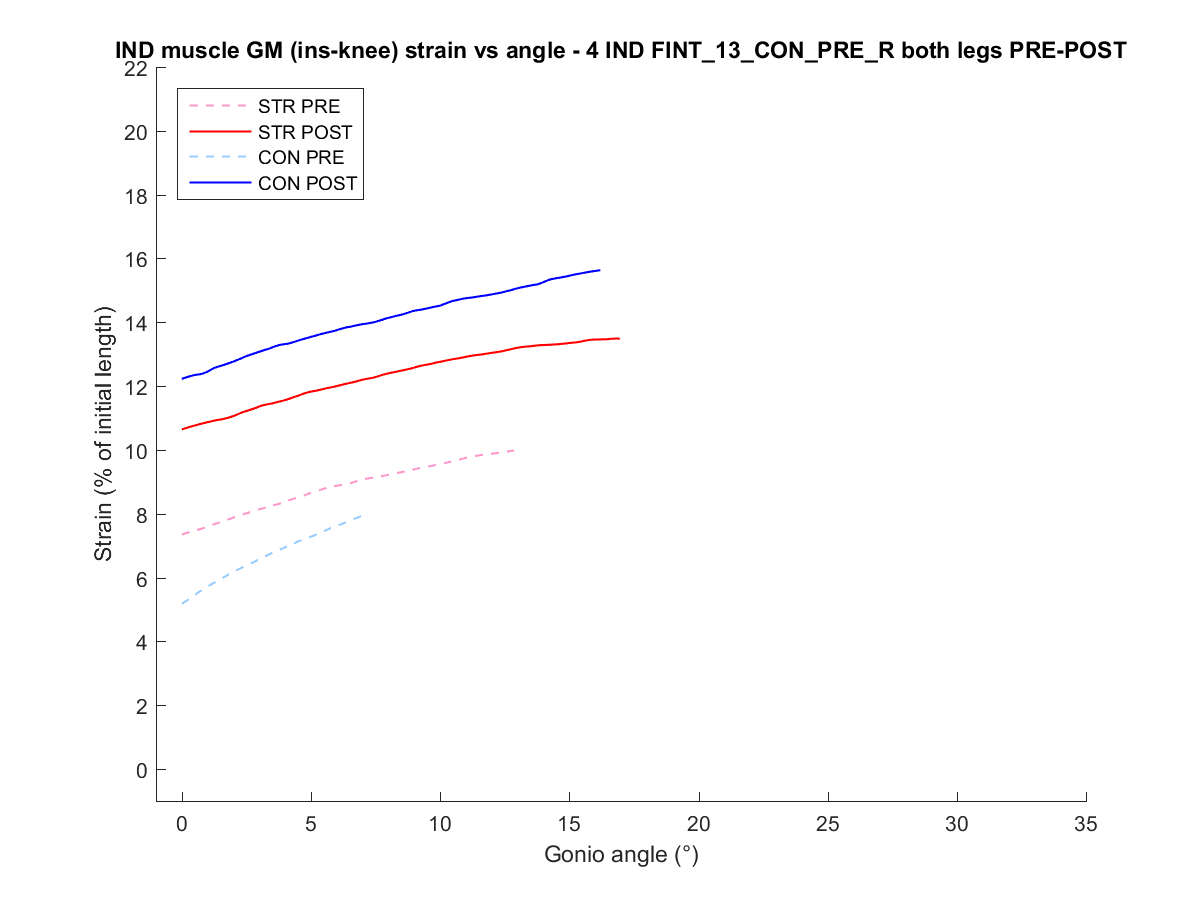 IND muscle GM (ins-knee) strain vs angle - 4 IND FINT_13_CON_PRE_R both legs PRE-POST
22
20
18
16
14
12
10
8
6
4
2
0
Strain (% of initial length)
STR PRE
STR POST
CON PRE
CON POST
0 5 10 15 20 25 30 35
Gonio angle (°)